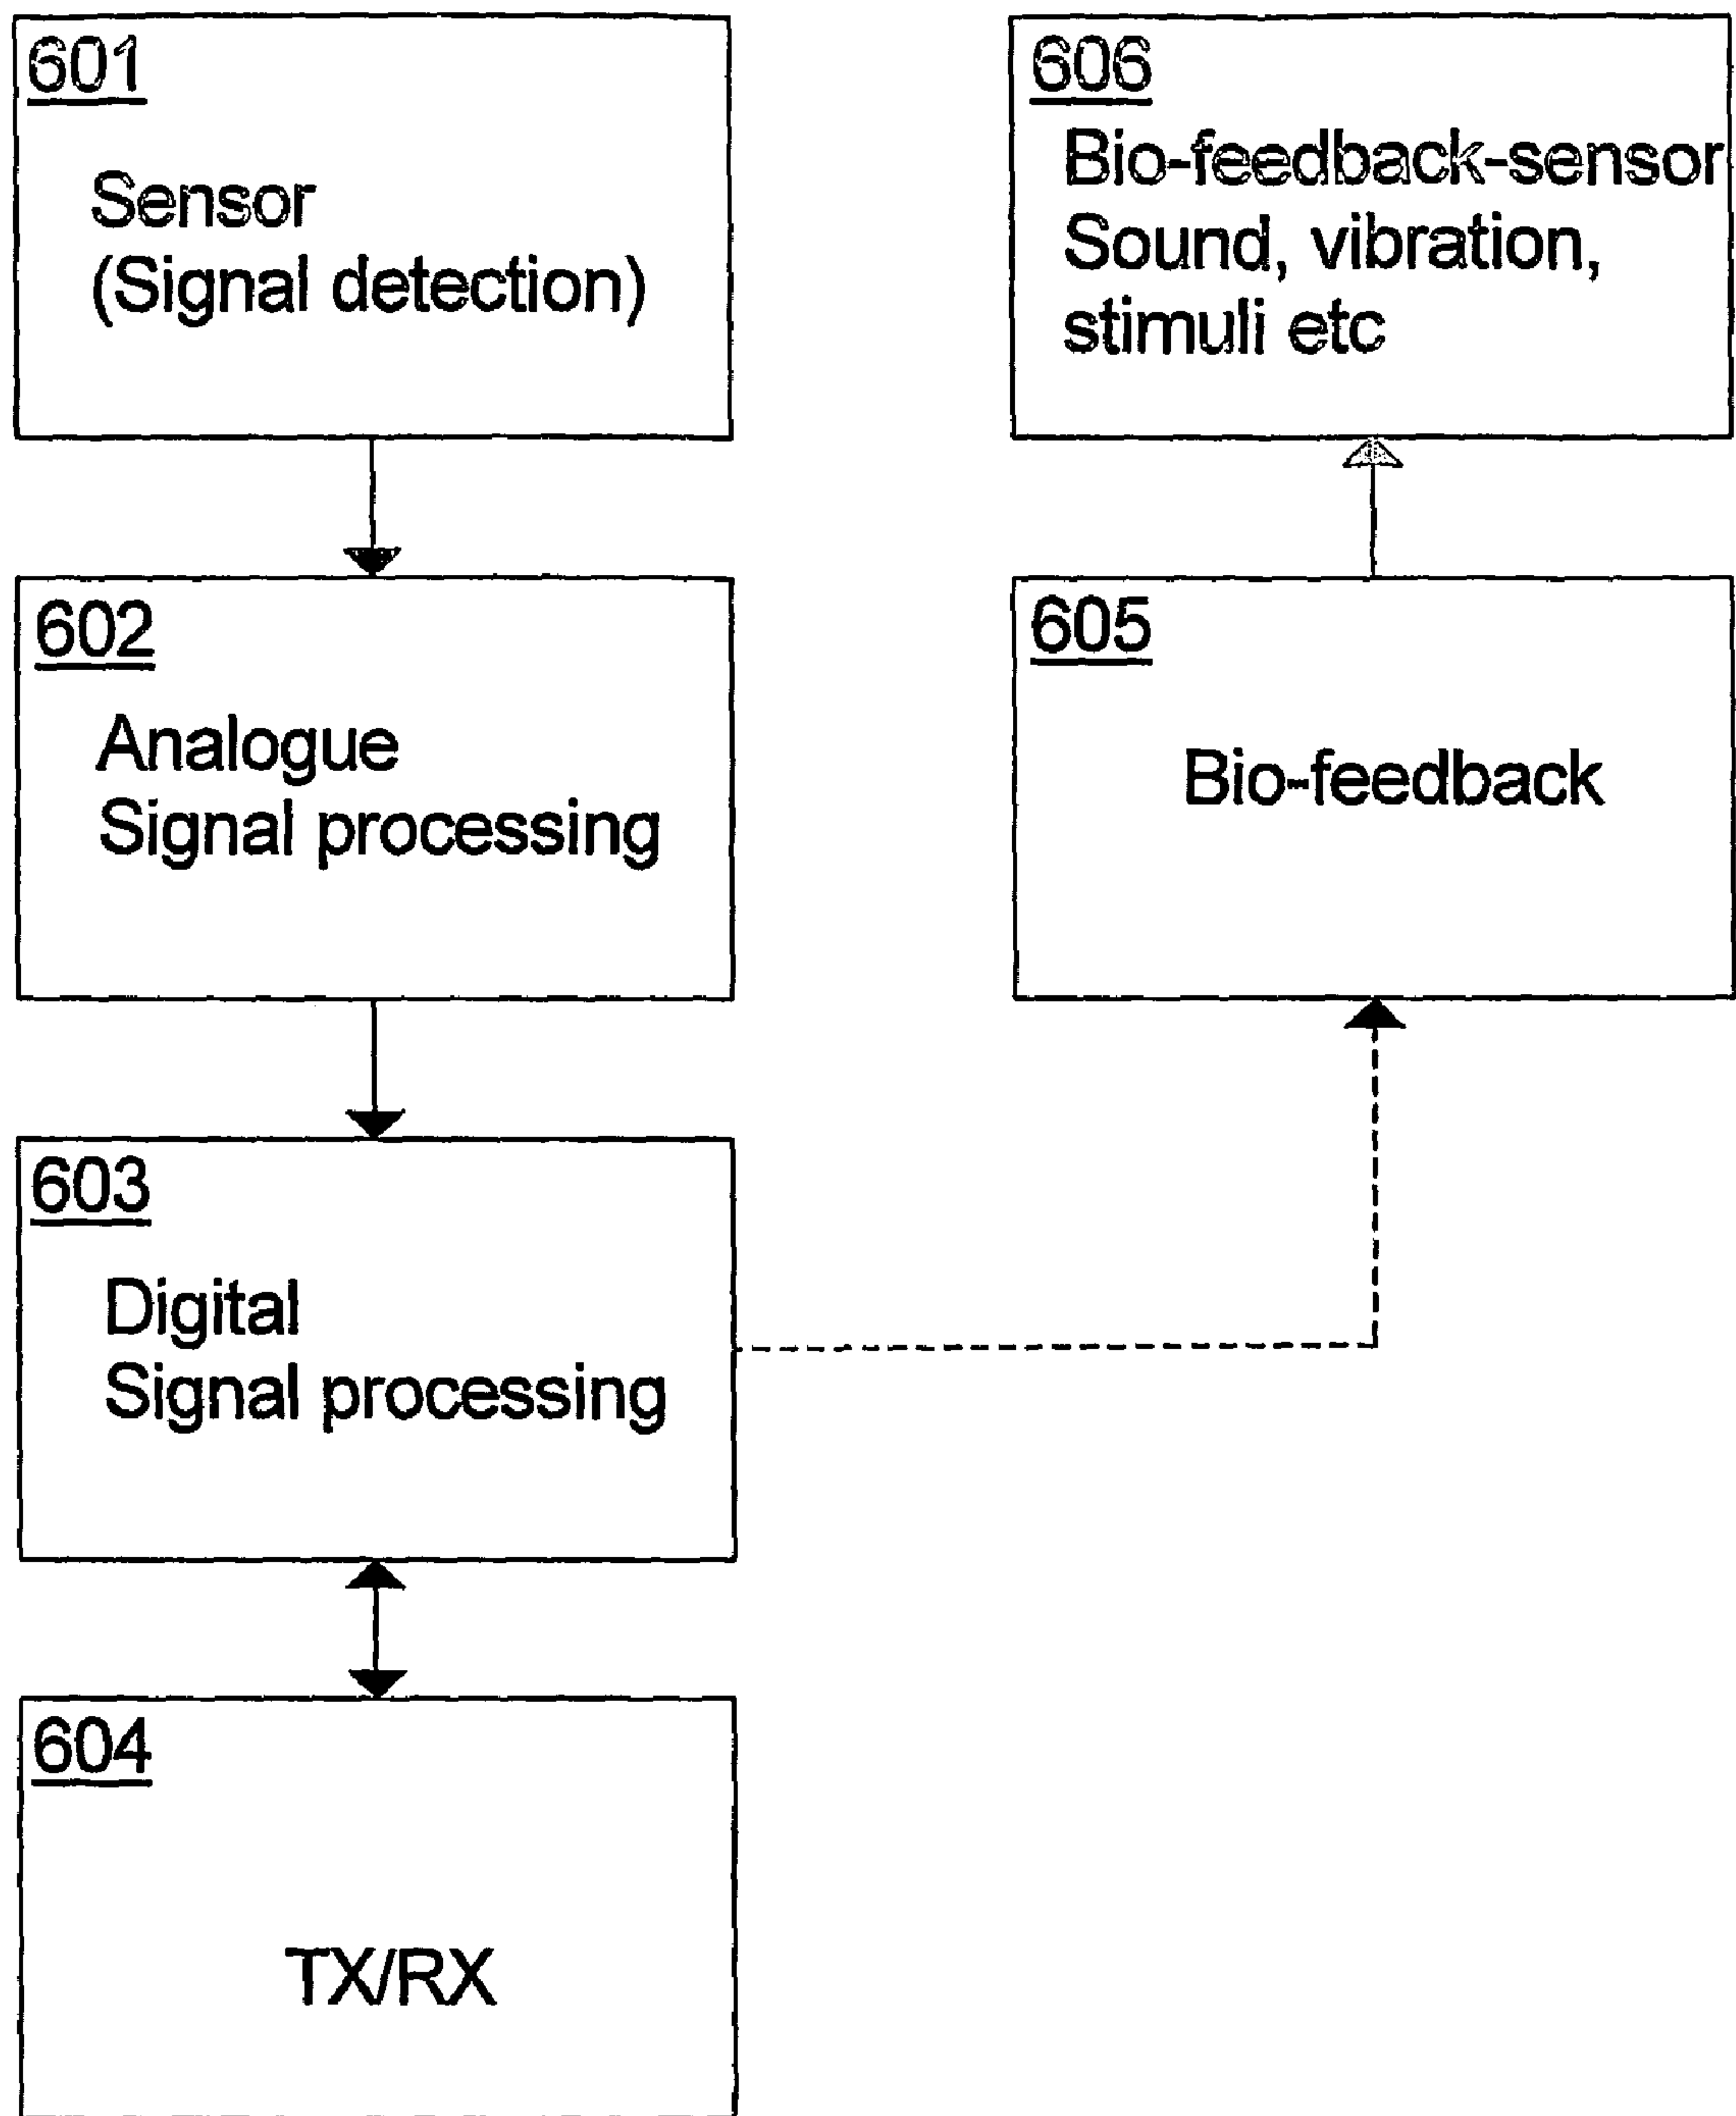 601
Sensor
(Signal detection)
602
Analogue
Signal processing
603
Digital
Signal processing
604
TX/RX
606
Bio-feedback-sensor
Sound, vibration,
stimuli etc
605
Bio-feedback